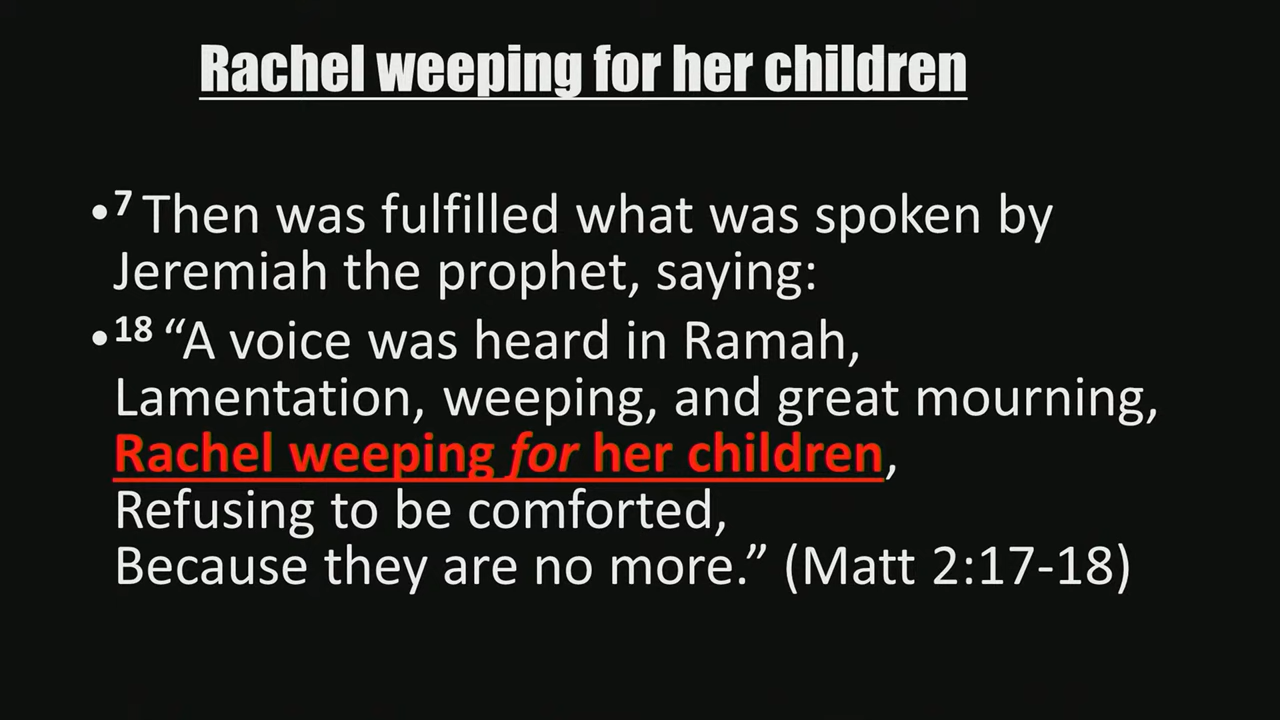 Rachel weeping for her children
•7 Then was fulfilled what was spoken by
Jeremiah the prophet, saying:
•18 “A voice was heard in Ramah,
Lamentation, weeping, and great mourning,
Rachel weeping for her children,
Refusing to be comforted,
Because they are no more.” (Matt 2:17-18)